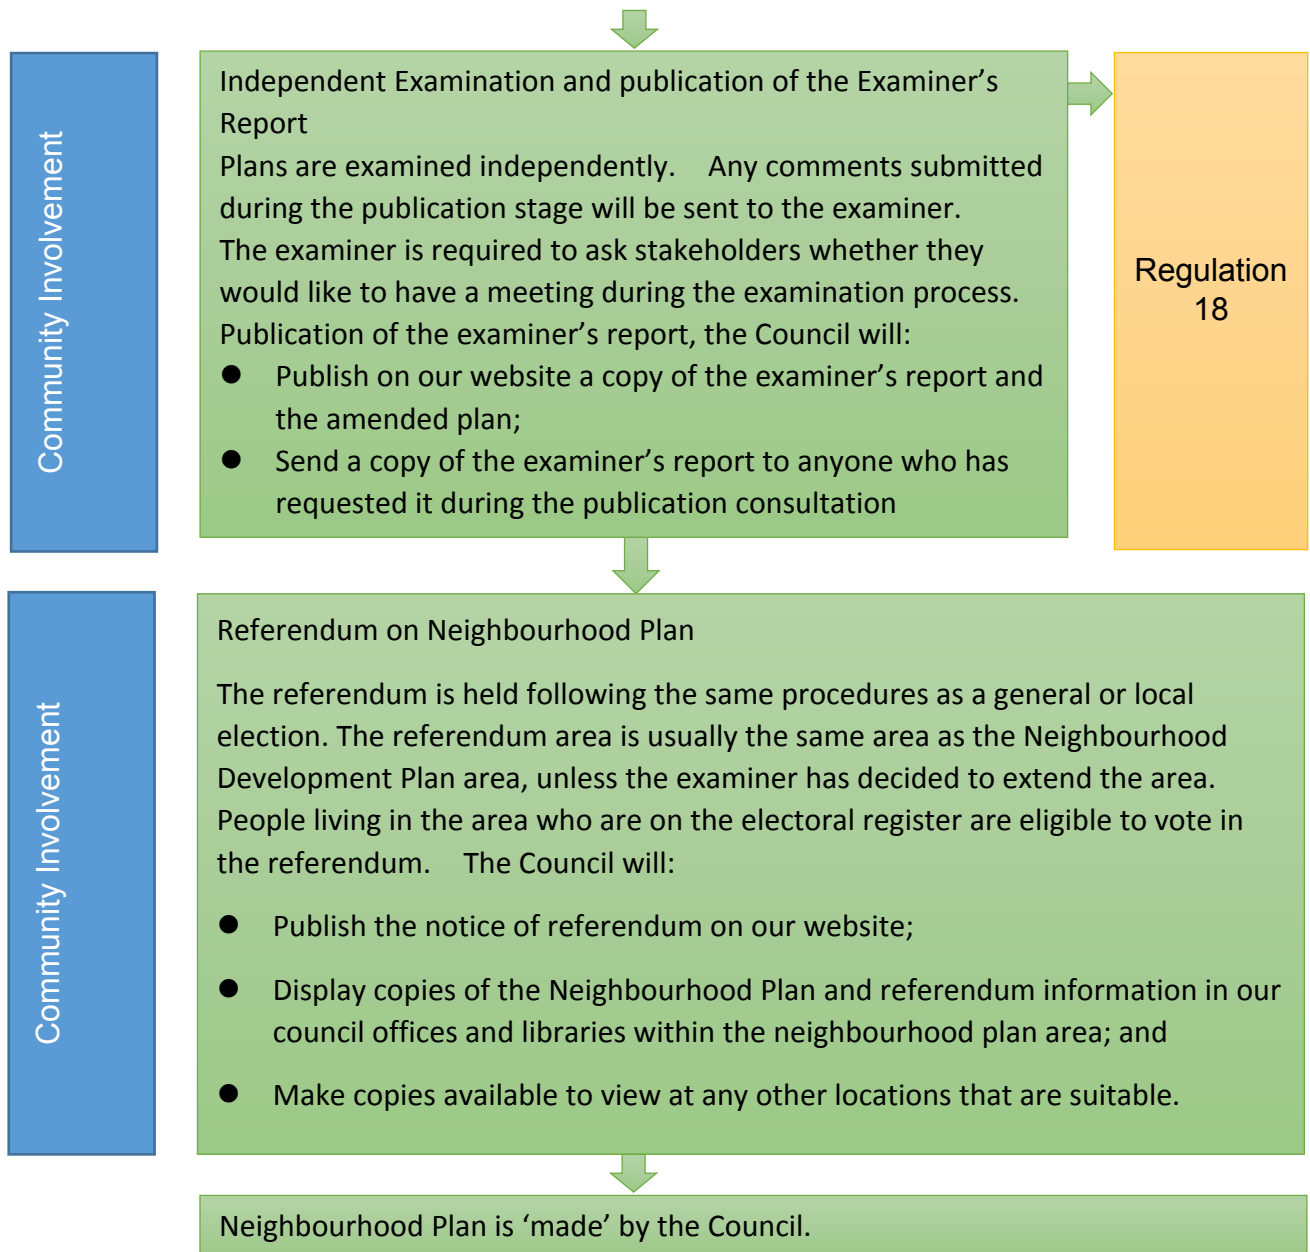 Community Involvement
Independent Examination and publication of the Examiner’s
Report
Plans are examined independently.    Any comments submitted
during the publication stage will be sent to the examiner.
The examiner is required to ask stakeholders whether they
would like to have a meeting during the examination process.
Publication of the examiner’s report, the Council will:
● Publish on our website a copy of the examiner’s report and
the amended plan;
● Send a copy of the examiner’s report to anyone who has
requested it during the publication consultation
Regulation
18
Community Involvement
Referendum on Neighbourhood Plan
The referendum is held following the same procedures as a general or local
election. The referendum area is usually the same area as the Neighbourhood
Development Plan area, unless the examiner has decided to extend the area.
People living in the area who are on the electoral register are eligible to vote in
the referendum.    The Council will:
● Publish the notice of referendum on our website;
● Display copies of the Neighbourhood Plan and referendum information in our
council offices and libraries within the neighbourhood plan area; and
● Make copies available to view at any other locations that are suitable.
Neighbourhood Plan is ‘made’ by the Council.